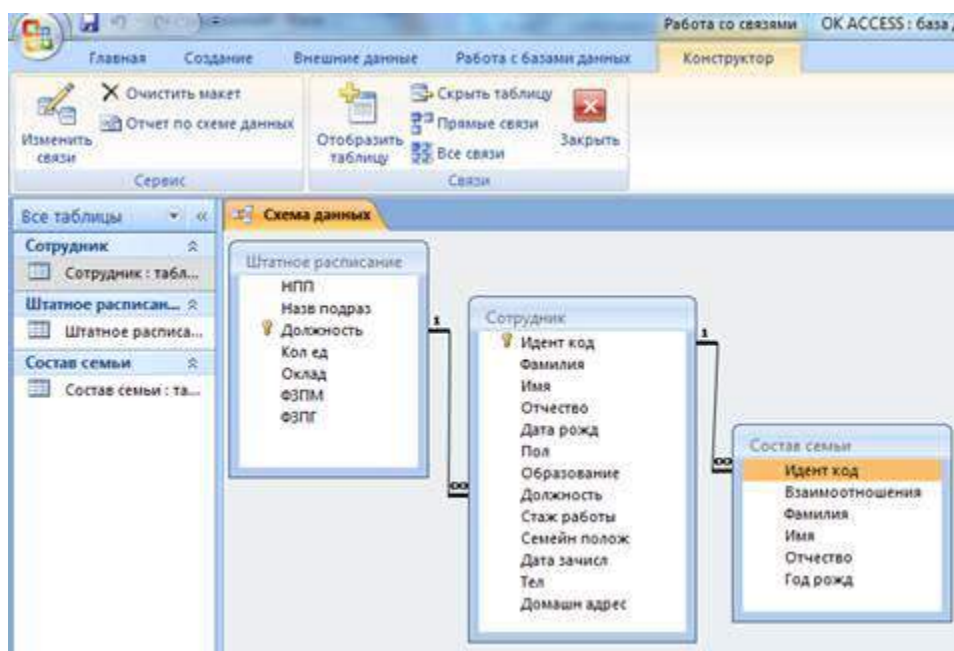 Работа со связями OK ACCESS : база
Главная Создание Внешние данные Работа с базами данных Конструктор
Изменить связи
Очистить макет
Отчет по схеме данных
Сервис
Отобразить таблицу
Скрыть таблицу
Прямые связи
Все связи
Закрыть
Связи
Все таблицы
Сотрудник
Сотрудник : табл...
Штатное расписан...
Штатное расписа...
Состав семьи
Состав семьи : та...
Схема данных
Штатное расписание
НПП
Назв подраз
Должность
Кол ед
Оклад
ФЗПМ
ФЗПГ
1
∞
Сотрудник
Идент код
Фамилия
Имя
Отчество
Дата рожд
Пол
Образование
Должность
Стаж работы
Семейн полож
Дата зачисл
Тел
Домашн адрес
1
∞
Состав семьи
Идент код
Взаимоотношения
Фамилия
Имя
Отчество
Год рожд